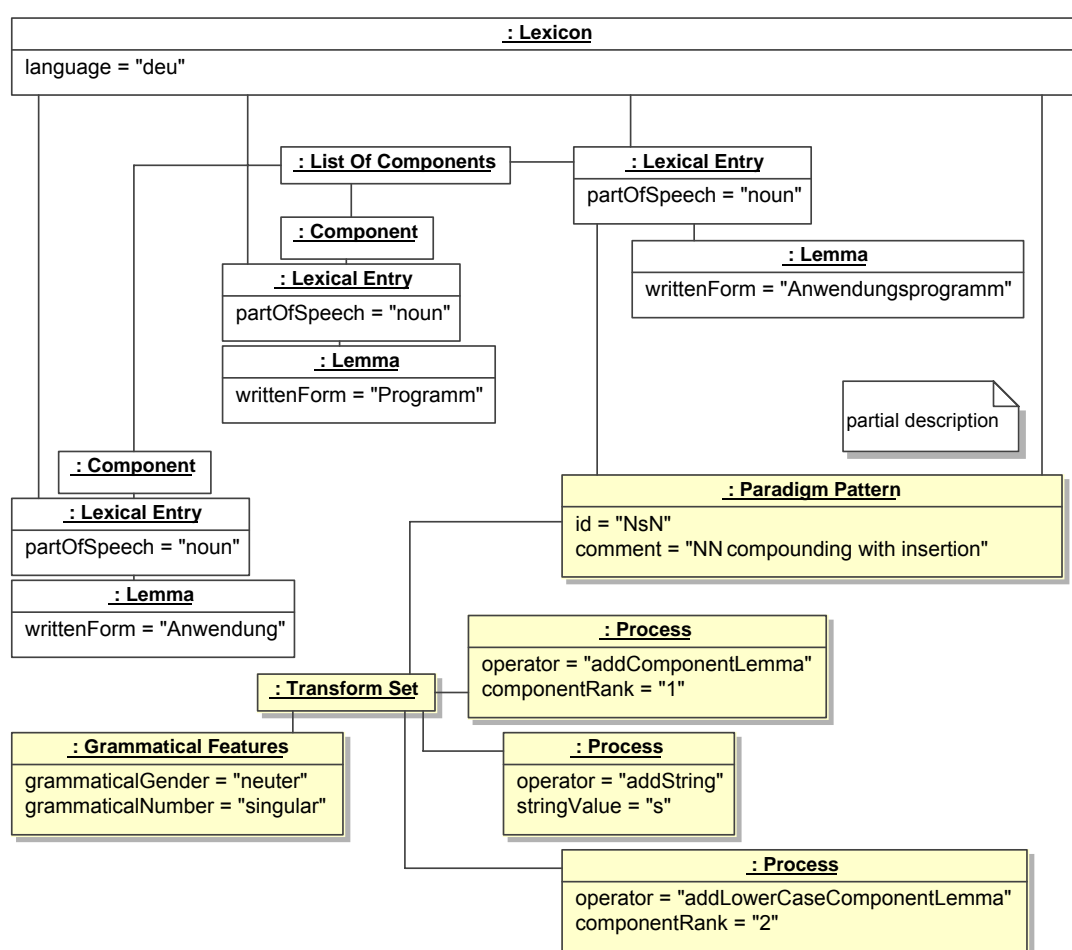 : Lexicon
language = "deu"
: List Of Components
: Lexical Entry
partOfSpeech = "noun"
: Component
: Lemma
writtenForm = "Anwendungsprogramm"
: Lexical Entry
partOfSpeech = "noun"
: Lemma
writtenForm = "Programm"
partial description
: Component
: Lexical Entry
partOfSpeech = "noun"
: Lemma
writtenForm = "Anwendung"
: Paradigm Pattern
id = "NsN"
comment = "NN compounding with insertion"
: Process
operator = "addComponentLemma"
componentRank = "1"
: Transform Set
: Grammatical Features
grammaticalGender = "neuter"
grammaticalNumber = "singular"
: Process
operator = "addString"
stringValue = "s"
: Process
operator = "addLowerCaseComponentLemma"
componentRank = "2"